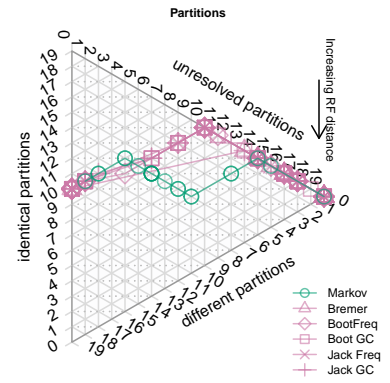 Partitions
0 1 2 3 4 5 6 7 8 9 10 11 12 13 14 15 16 17 18 19
unresolved partitions
Increasing RF distance
19 18 17 16 15 14 13 12 11 10 9 8 7 6 5 4 3 2 1 0
identical partitions
0 1 2 3 4 5 6 7 8 9 10 11 12 13 14 15 16 17 18 19
different partitions
Markov
Bremer
BootFreq
Boot GC
Jack Freq
Jack GC